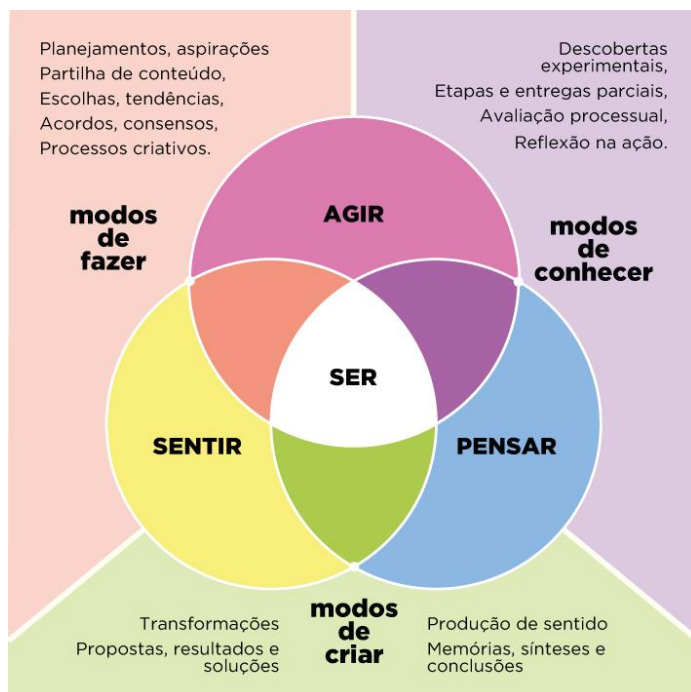 Planejamentos, aspirações
Partilha de conteúdo,
Escolhas, tendências,
Acordos, consensos,
Processos criativos.
Descobertas
experimentais,
Etapas e entregas parciais,
Avaliação processual,
Reflexão na ação.
AGIR
modos
de
fazer
modos
de
conhecer
SER
SENTIR
PENSAR
Transformações
Propostas, resultados e
soluções
modos
de
criar
Produção de sentido
Memórias, sínteses e
conclusões